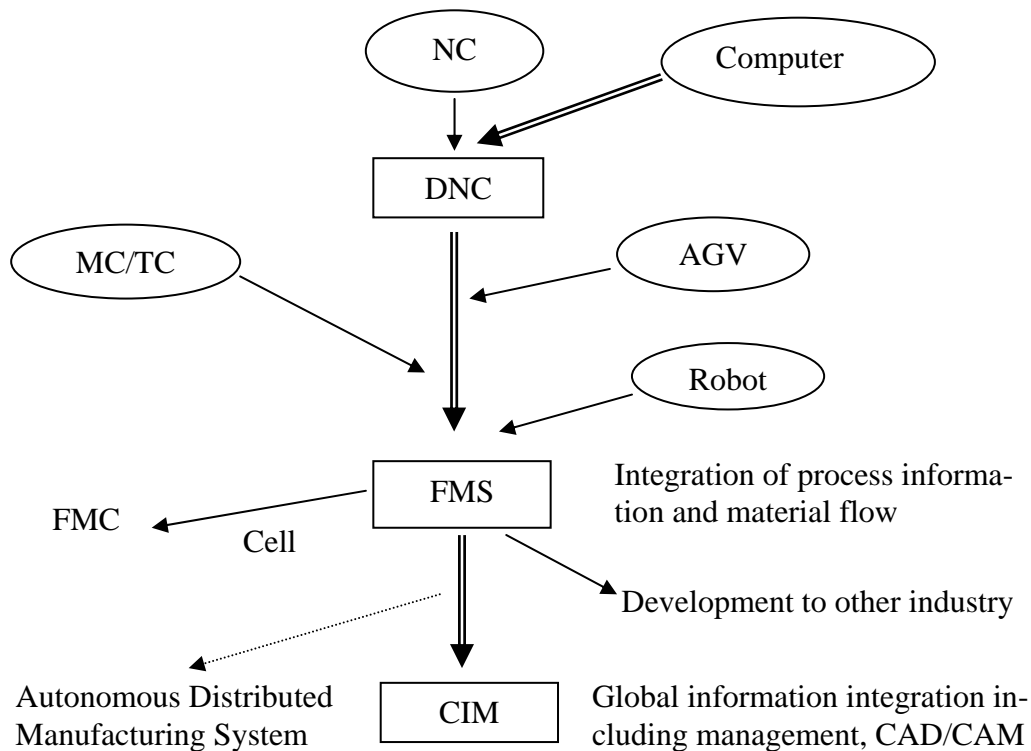 NC
Computer
DNC
MC/TC
AGV
Robot
FMS
Integration of process informa-
tion and material flow
FMC
Cell
Development to other industry
Autonomous Distributed
Manufacturing System
CIM
Global information integration in-
cluding management, CAD/CAM